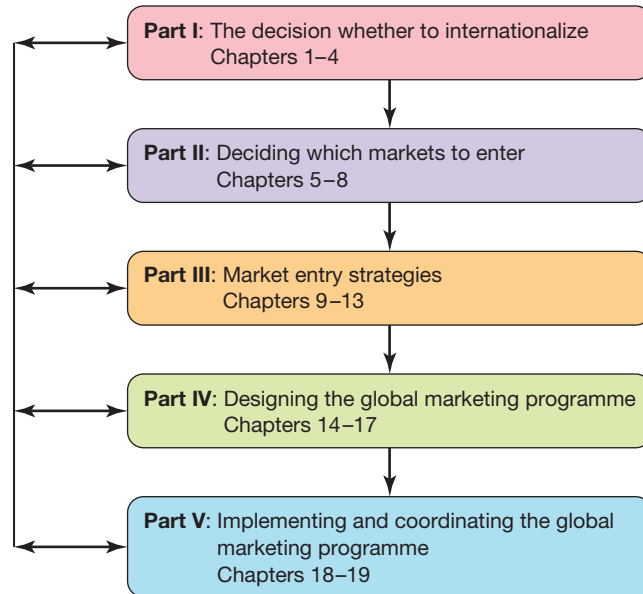 Part I: The decision whether to internationalize
Chapters 1–4
Part II: Deciding which markets to enter
Chapters 5–8
Part III: Market entry strategies
Chapters 9–13
Part IV: Designing the global marketing programme
Chapters 14–17
Part V: Implementing and coordinating the global
marketing programme
Chapters 18–19